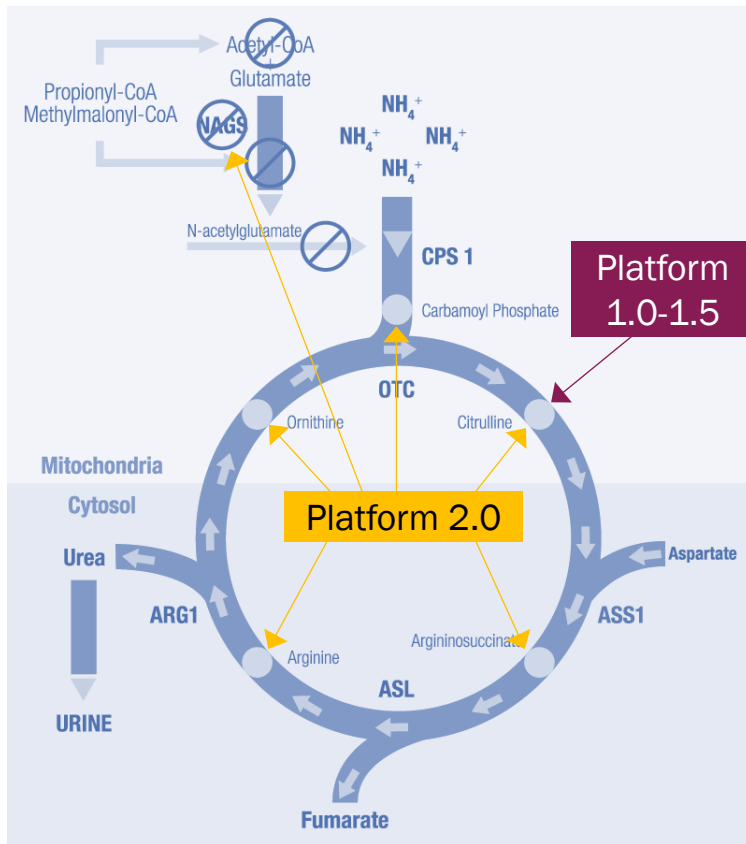 Acetyl-CoA
+
Glutamate
Propionyl-CoA
Methylmalonyl-CoA
NAGS
NH₄⁺
NH₄⁺ NH₄⁺
NH₄⁺
N-acetylglutamate
CPS 1
Platform
1.0-1.5
Carbamoyl Phosphate
OTC
Ornithine
Citrulline
Mitochondria
Cytosol
Platform 2.0
Urea
Aspartate
ARG1
ASS1
Argininosuccinate
Arginine
ASL
URINE
Fumarate